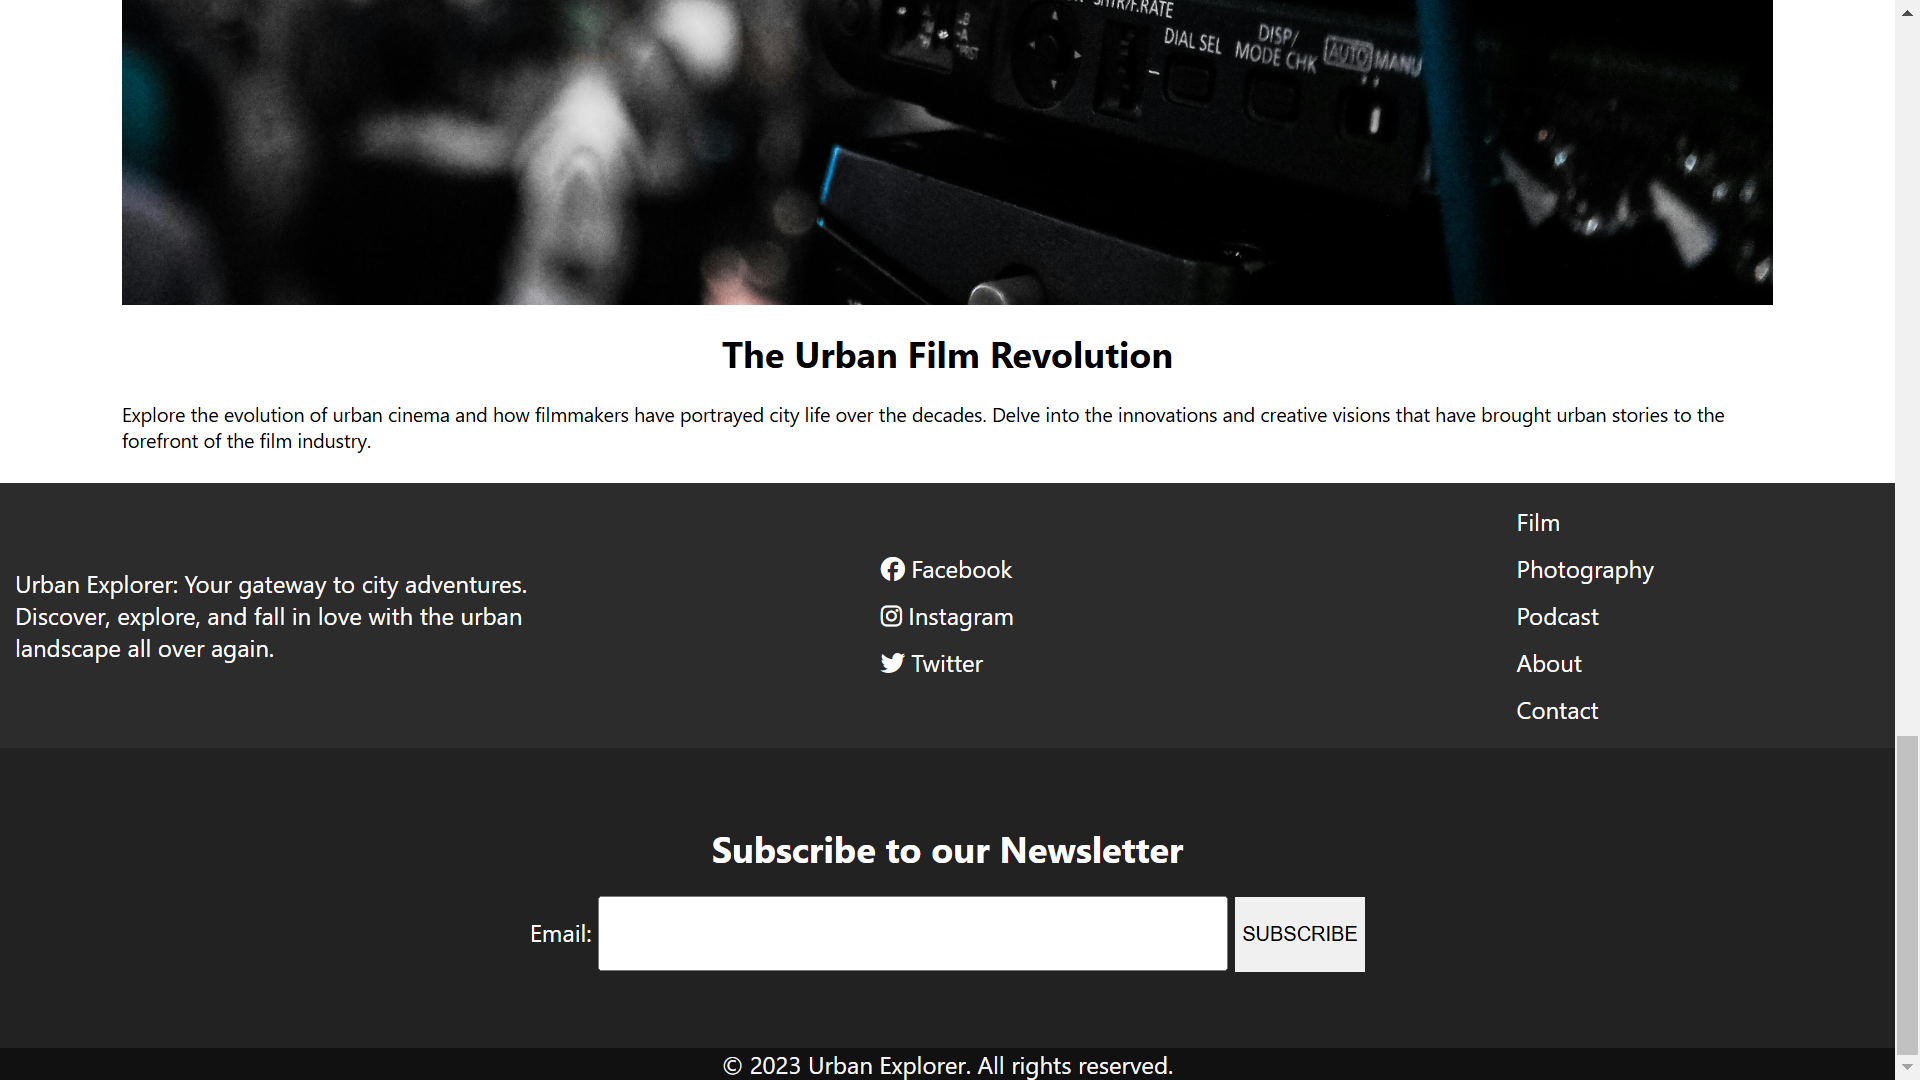 SHTR/F.RATE
DIAL SEL
DISP/
MODE CHK
AUTO MANU
The Urban Film Revolution
Explore the evolution of urban cinema and how filmmakers have portrayed city life over the decades. Delve into the innovations and creative visions that have brought urban stories to the
forefront of the film industry.
Urban Explorer: Your gateway to city adventures.
Discover, explore, and fall in love with the urban
landscape all over again.
Facebook
Instagram
Twitter
Film
Photography
Podcast
About
Contact
Subscribe to our Newsletter
Email:
SUBSCRIBE
© 2023 Urban Explorer. All rights reserved.